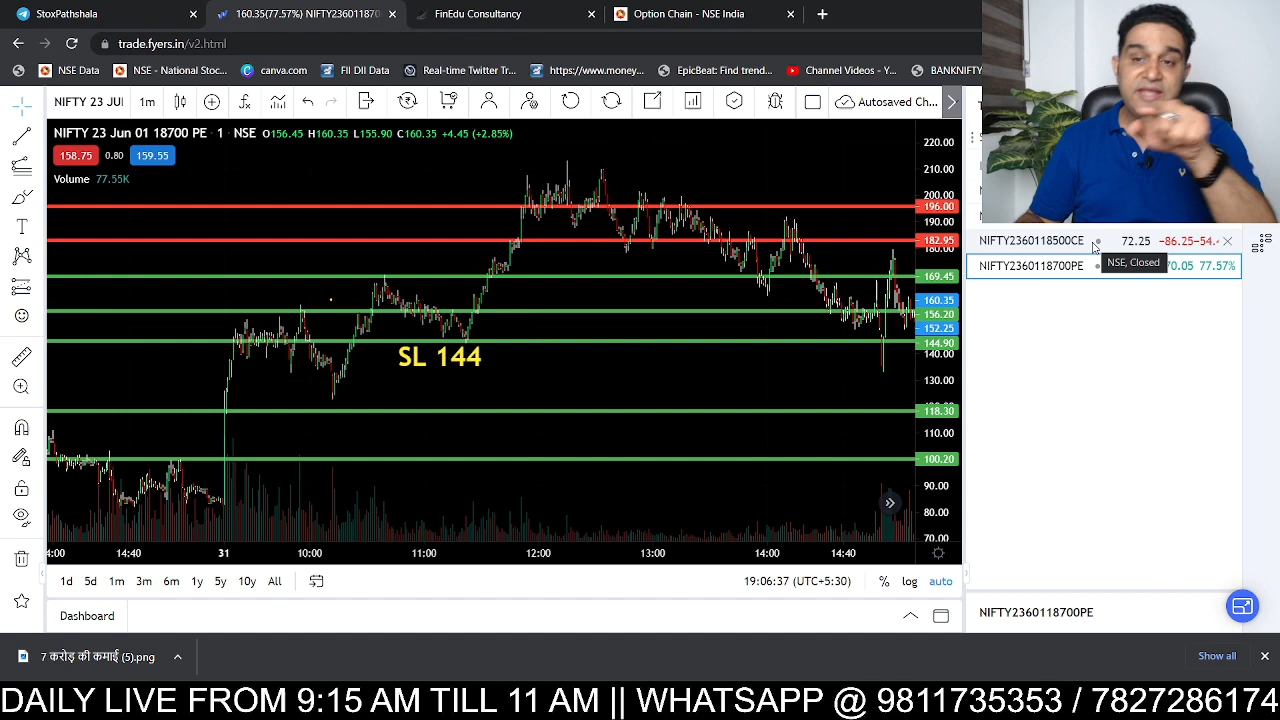 StoxPathshala
160.35(77.57%) NIFTY2360118700
FinEdu Consultancy
Option Chain - NSE India
trade.fyers.in/v2.html
NSE Data
NSE - National Stoc...
canva.com
FII DII Data
Real-time Twitter Tr...
https://www.money...
EpicBeat: Find trend...
Channel Videos - Y...
BANKNIFTY
NIFTY 23 JUI
1m
Autosaved Ch...
NIFTY 23 Jun 01 18700 PE · 1 · NSE O156.45 H160.35 L155.90 C160.35 +4.45 (+2.85%)
158.75 0.80 159.55
Volume 77.55K
220.00
210.00
200.00
196.00
190.00
182.95
180.00
169.45
160.35
156.20
152.25
144.90
140.00
130.00
118.30
110.00
100.20
90.00
80.00
70.00
SL 144
NIFTY2360118500CE 72.25 -86.25 -54.4
NIFTY2360118700PE 70.05 77.57%
NSE, Closed
14:40 31 10:00 11:00 12:00 13:00 14:00 14:40
1d 5d 1m 3m 6m 1y 5y 10y All
19:06:37 (UTC+5:30) % log auto
Dashboard
NIFTY2360118700PE
7 करोड़ की कमाई (5).png
Show all
DAILY LIVE FROM 9:15 AM TILL 11 AM || WHATSAPP @ 9811735353 / 7827286174